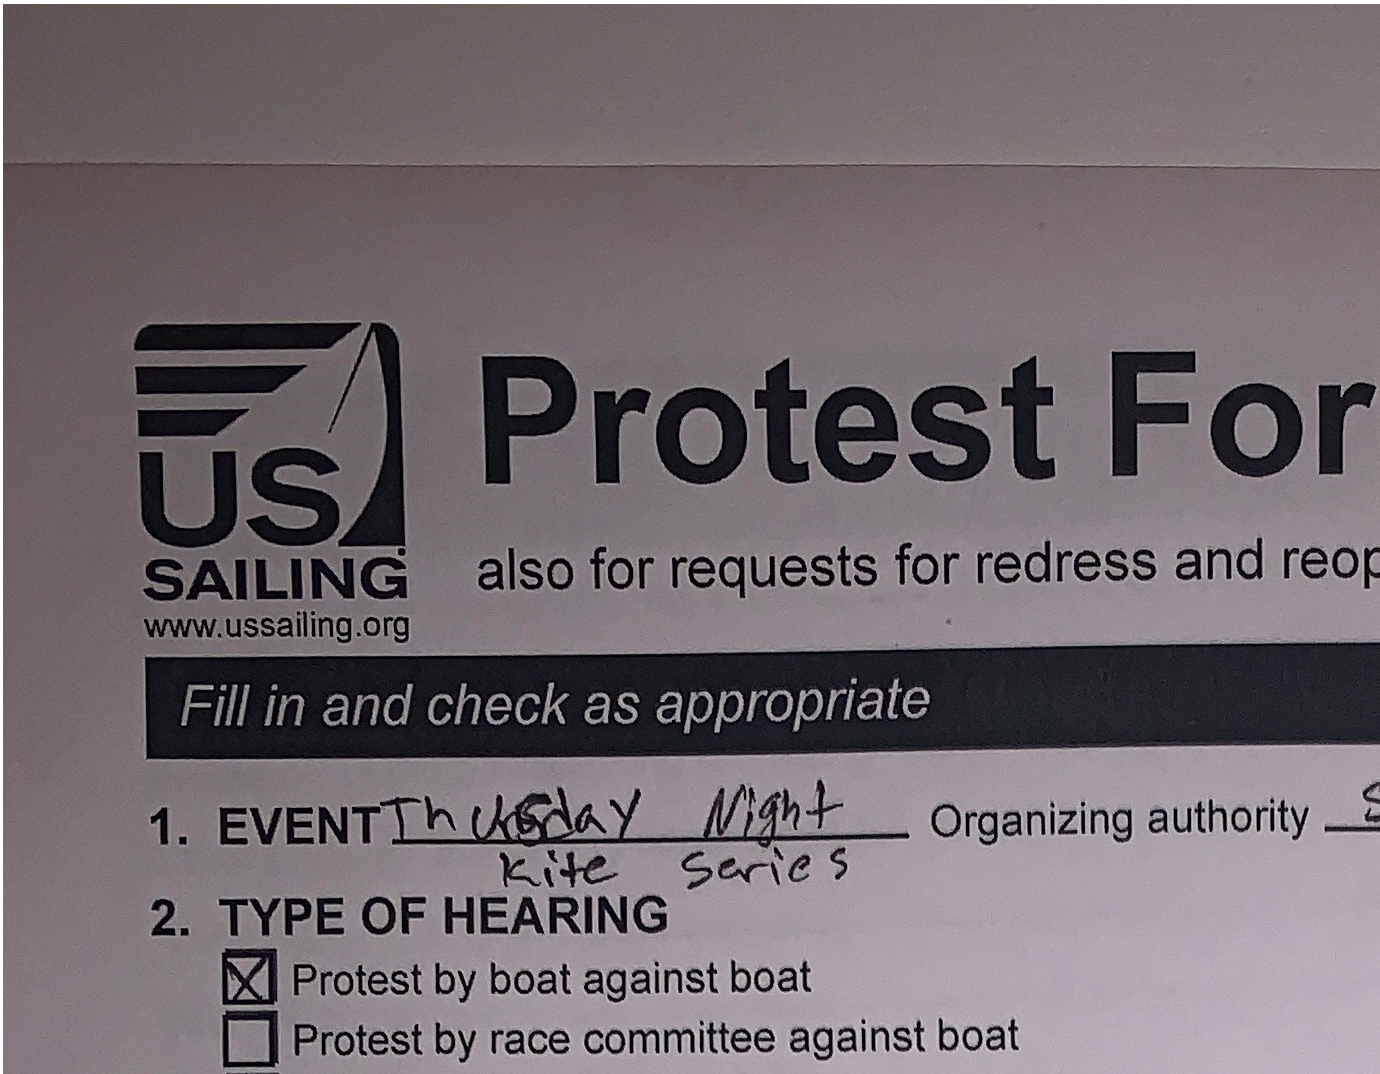 Protest For
US
SAILING
www.ussailing.org
also for requests for redress and reop
Fill in and check as appropriate
1. EVENT Thursday Night Organizing authority S
Kite Series
2. TYPE OF HEARING
Protest by boat against boat
Protest by race committee against boat